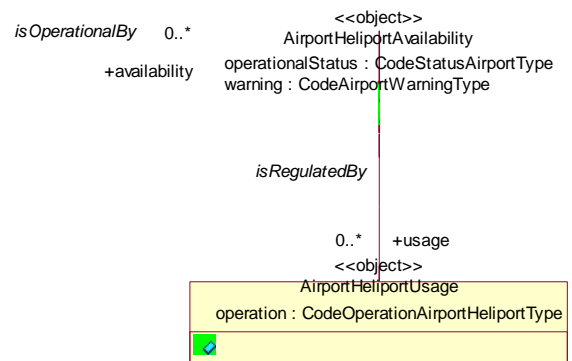 <<object>>
isOperationalBy 0..*
AirportHeliportAvailability
+availability
operationalStatus : CodeStatusAirportType
warning : CodeAirportWarningType
isRegulatedBy
0..* +usage
<<object>>
AirportHeliportUsage
operation : CodeOperationAirportHeliportType